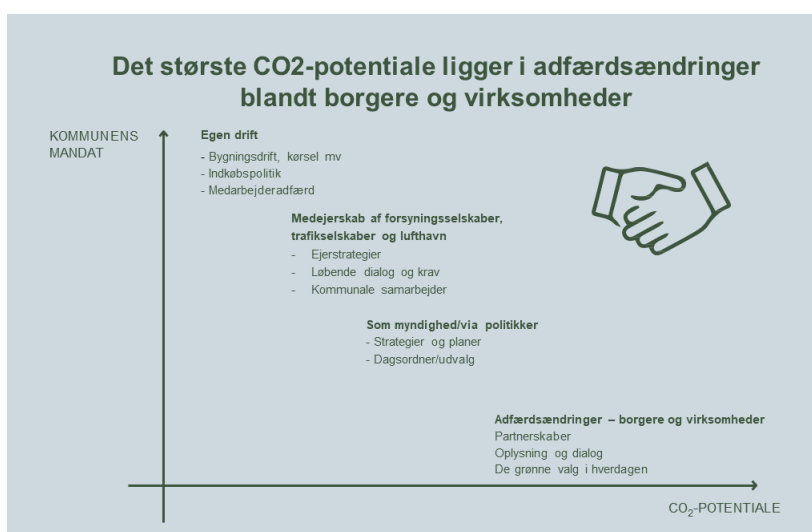 Det største CO2-potentiale ligger i adfærdsændringer
blandt borgere og virksomheder
KOMMUNENS
MANDAT
Egen drift
- Bygningsdrift, kørsel mv
- Indkøbspolitik
- Medarbejderadfærd
Medejerskab af forsyningsselskaber,
trafikselskaber og lufthavn
- Ejerstrategier
- Løbende dialog og krav
- Kommunale samarbejder
Som myndighed/via politikker
- Strategier og planer
- Dagsordner/udvalg
Adfærdsændringer – borgere og virksomheder
Partnerskaber
Oplysning og dialog
De grønne valg i hverdagen
CO₂-POTENTIALE